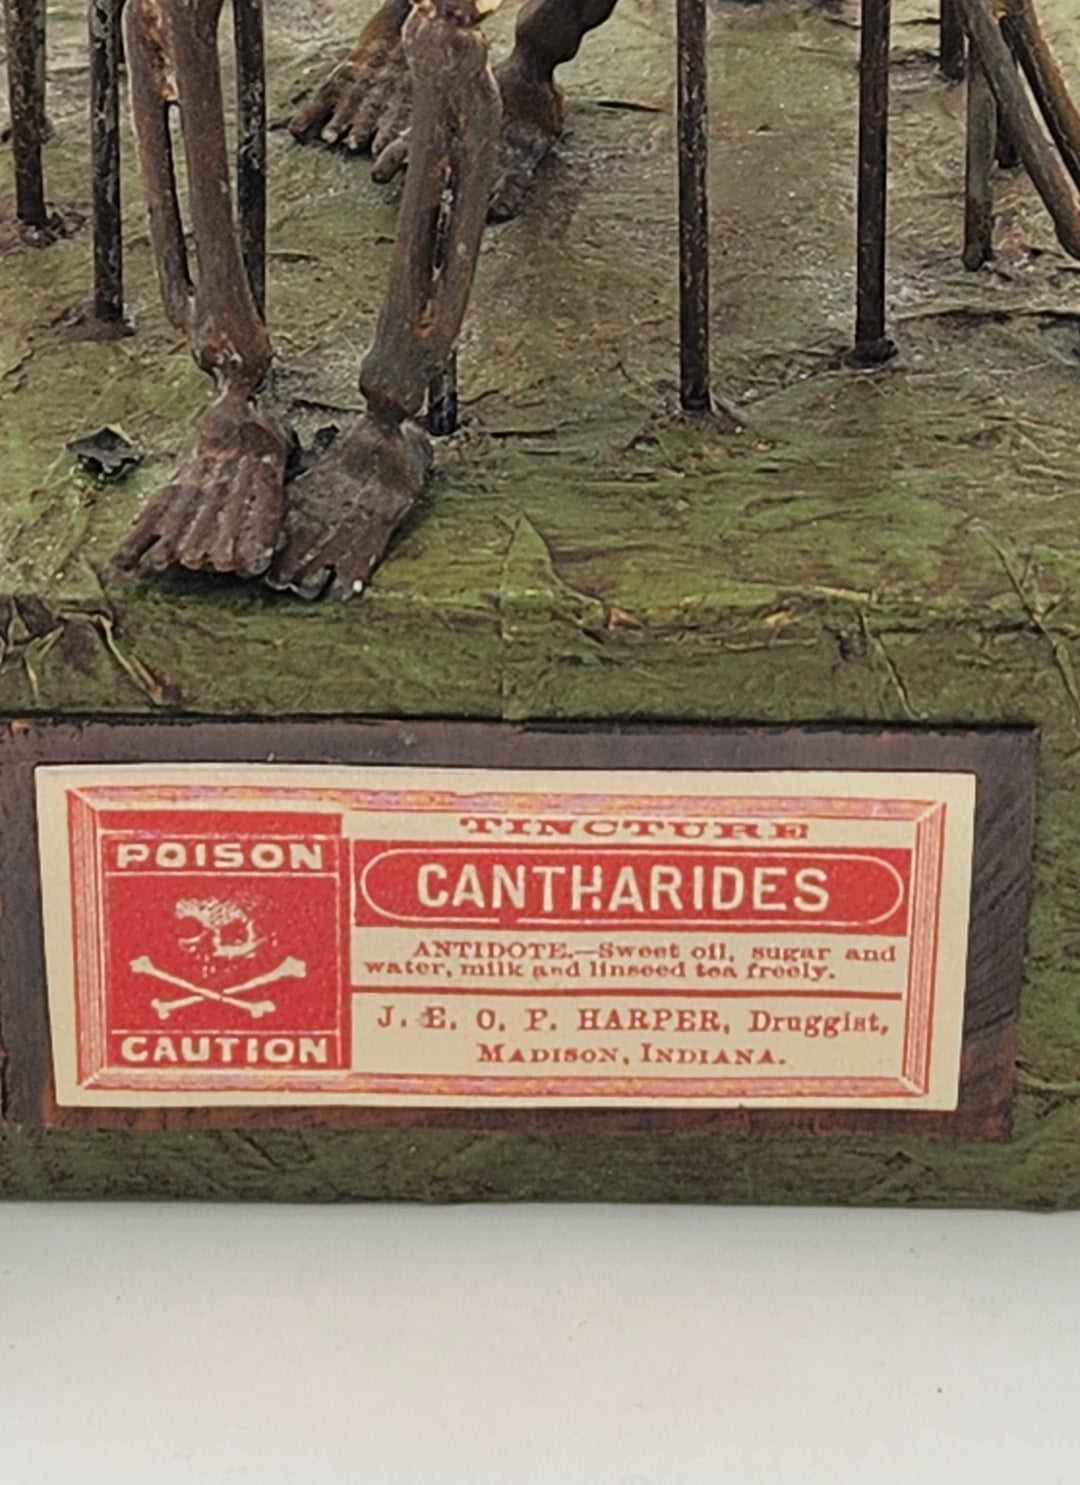 POISON
CAUTION
TINCTURE
CANTHARIDES
ANTIDOTE.—Sweet oil, sugar and
water, milk and linseed tea freely.
J. E. O. P. HARPER, Druggist,
MADISON, INDIANA.